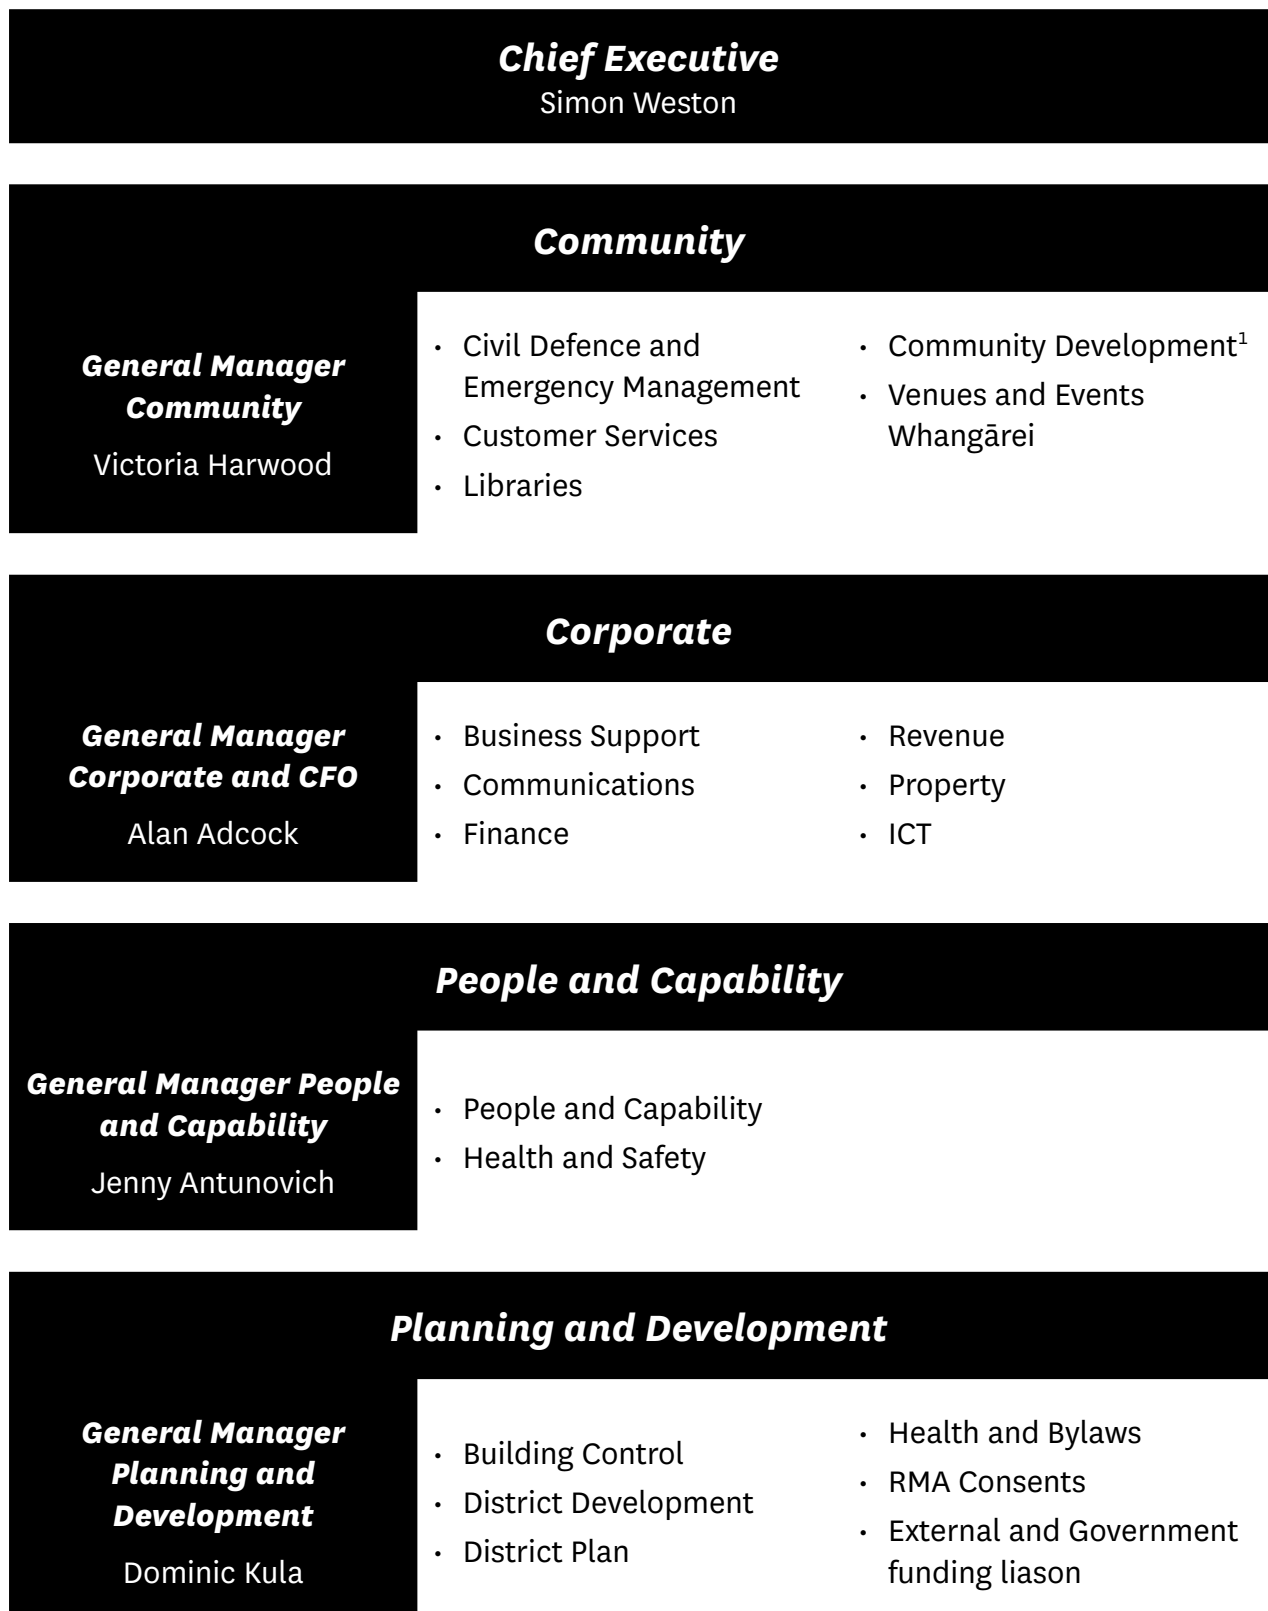 Chief Executive
Simon Weston
Community
General Manager
Community
Victoria Harwood
· Civil Defence and
Emergency Management
· Customer Services
· Libraries
· Community Development¹
· Venues and Events
Whangārei
Corporate
General Manager
Corporate and CFO
Alan Adcock
· Business Support
· Communications
· Finance
· Revenue
· Property
· ICT
People and Capability
General Manager People
and Capability
Jenny Antunovich
· People and Capability
· Health and Safety
Planning and Development
General Manager
Planning and
Development
Dominic Kula
· Building Control
· District Development
· District Plan
· Health and Bylaws
· RMA Consents
· External and Government
funding liason